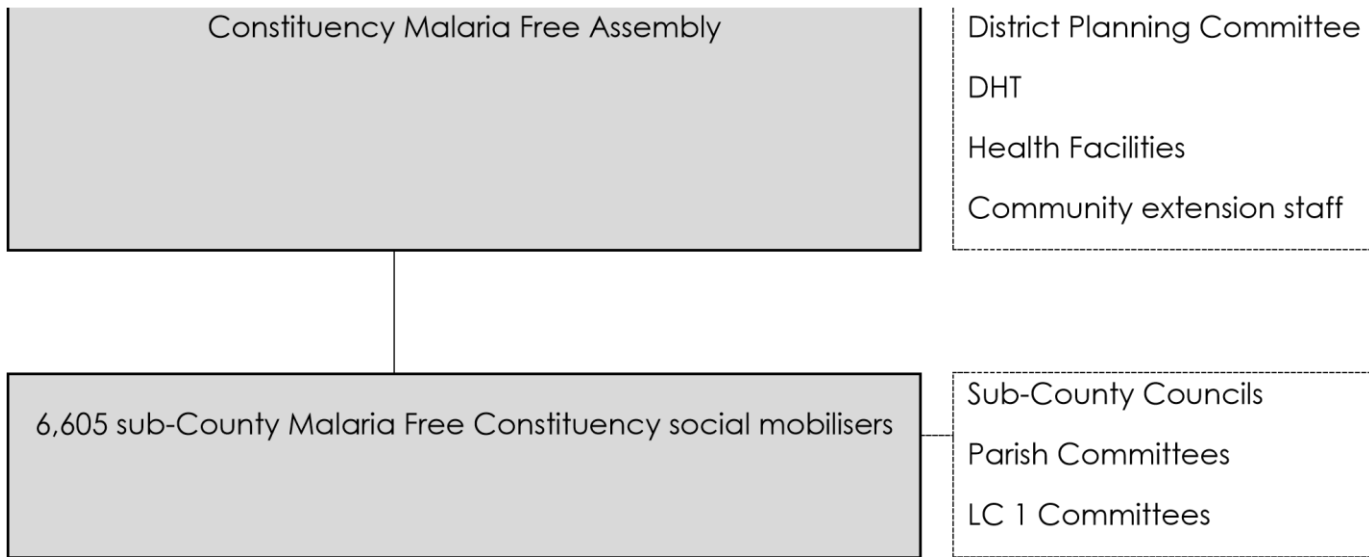 Constituency Malaria Free Assembly
District Planning Committee
DHT
Health Facilities
Community extension staff
6,605 sub-County Malaria Free Constituency social mobilisers
Sub-County Councils
Parish Committees
LC 1 Committees